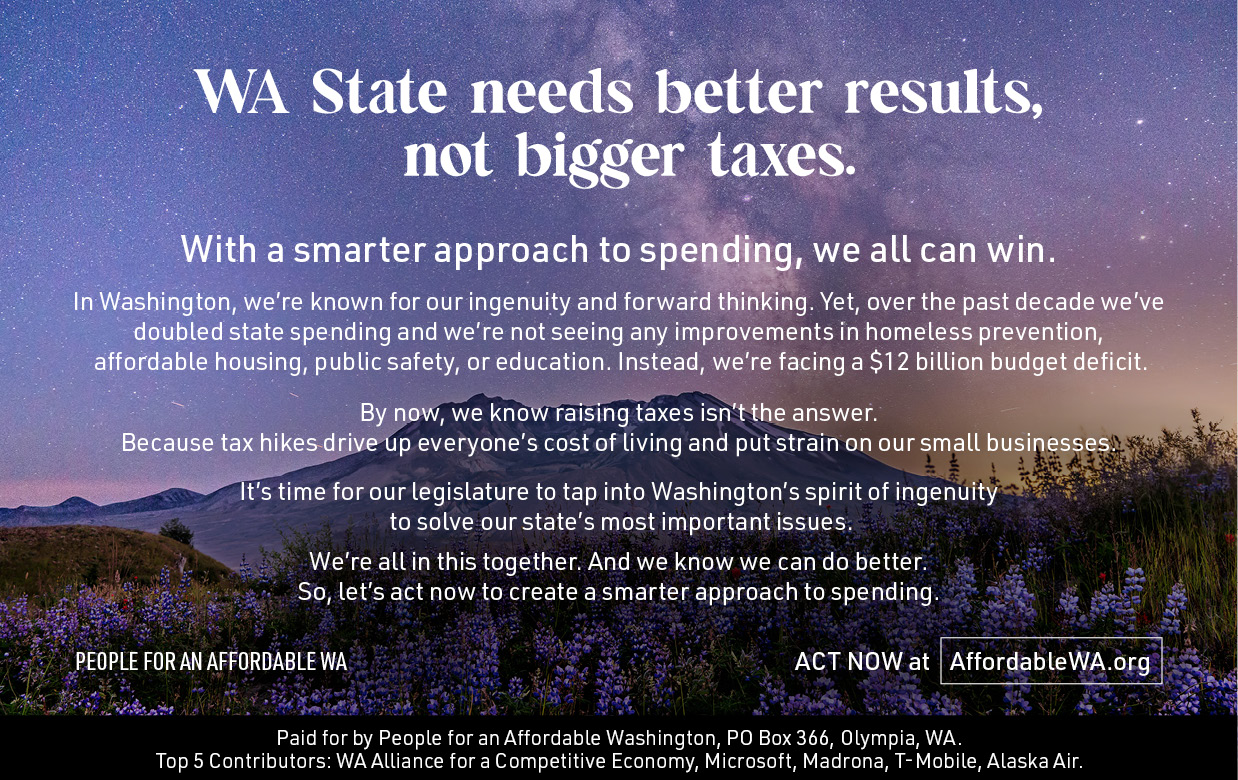 WA State needs better results,
not bigger taxes.
With a smarter approach to spending, we all can win.
In Washington, we're known for our ingenuity and forward thinking. Yet, over the past decade we've
doubled state spending and we're not seeing any improvements in homeless prevention,
affordable housing, public safety, or education. Instead, we're facing a $12 billion budget deficit.
By now, we know raising taxes isn't the answer.
Because tax hikes drive up everyone's cost of living and put strain on our small businesses.
It's time for our legislature to tap into Washington's spirit of ingenuity
to solve our state's most important issues.
We're all in this together. And we know we can do better.
So, let's act now to create a smarter approach to spending.
PEOPLE FOR AN AFFORDABLE WA
ACT NOW at AffordableWA.org
Paid for by People for an Affordable Washington, PO Box 366, Olympia, WA.
Top 5 Contributors: WA Alliance for a Competitive Economy, Microsoft, Madrona, T-Mobile, Alaska Air.